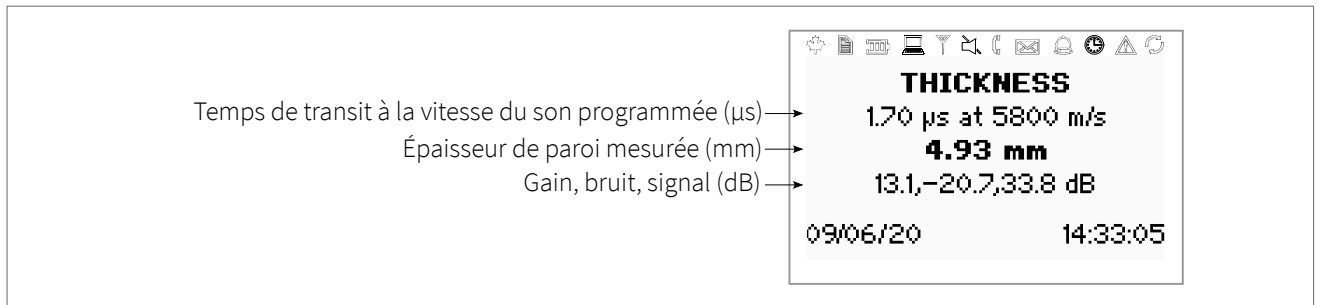 THICKNESS
Temps de transit à la vitesse du son programmée (µs)
1.70 µs at 5800 m/s
Épaisseur de paroi mesurée (mm)
4.93 mm
Gain, bruit, signal (dB)
13.1,-20.7,33.8 dB
09/06/20 14:33:05